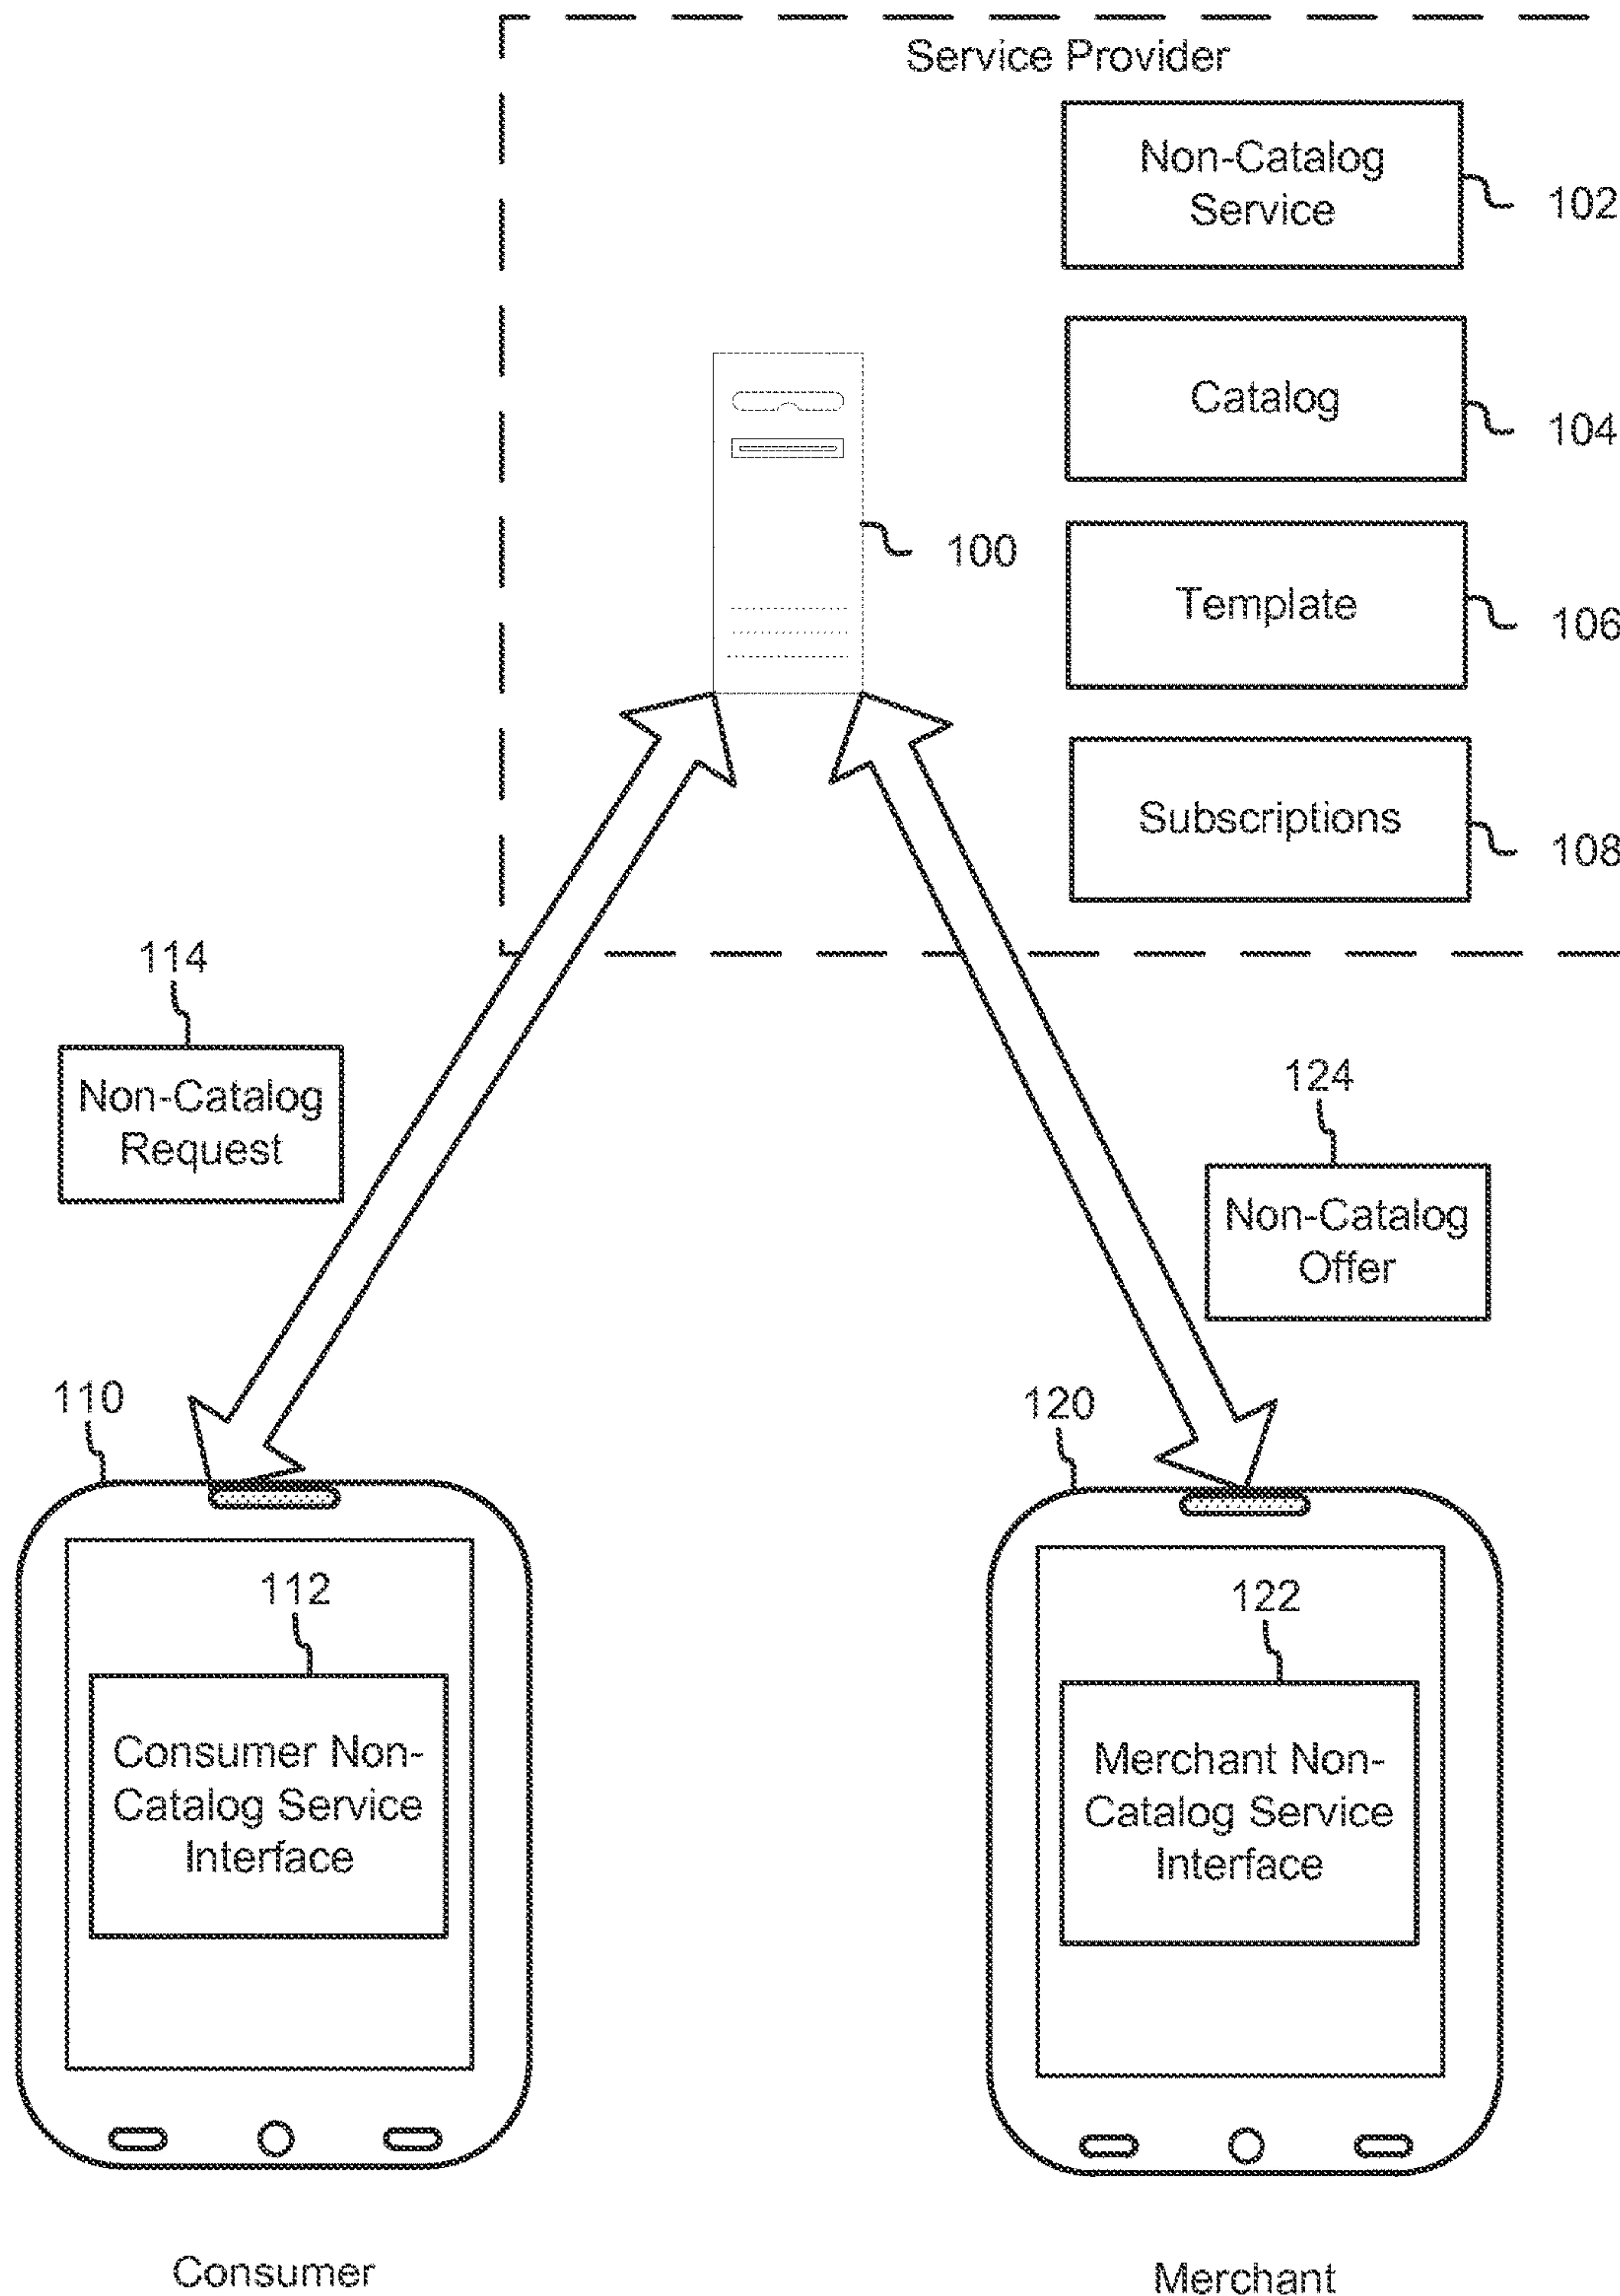 Service Provider
Non-Catalog
Service
102
Catalog
104
100
Template
106
Subscriptions
108
114
Non-Catalog
Request
124
Non-Catalog
Offer
110
120
112
Consumer Non-
Catalog Service
Interface
122
Merchant Non-
Catalog Service
Interface
Consumer
Merchant